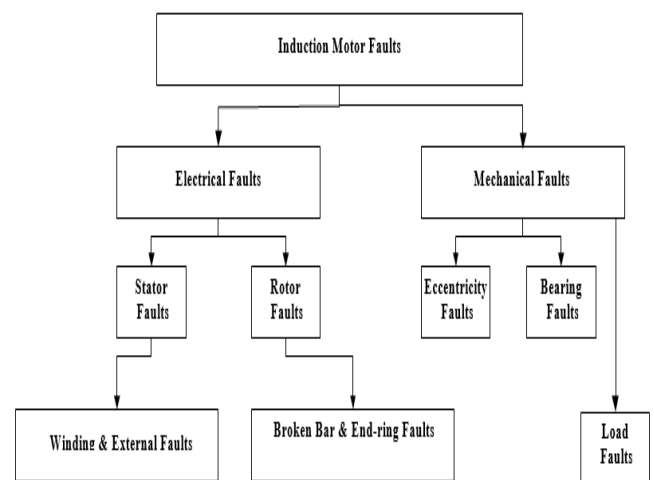 Induction Motor Faults
Electrical Faults
Mechanical Faults
Stator
Faults
Rotor
Faults
Eccentricity
Faults
Bearing
Faults
Winding & External Faults
Broken Bar & End-ring Faults
Load
Faults